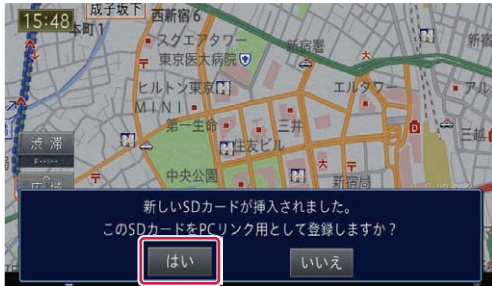 15:48
成子坂下
西新宿6
本町1
スクエアタワー
新宿署
新宿
東京医大病院
ヒルトン東京
エルタワー
アル
MINI
第一生命
三井
住友ビル
三越
渋滞
中央公園
新宿局
広域
新しいSDカードが挿入されました。
このSDカードをPCリンク用として登録しますか？
はい
いいえ